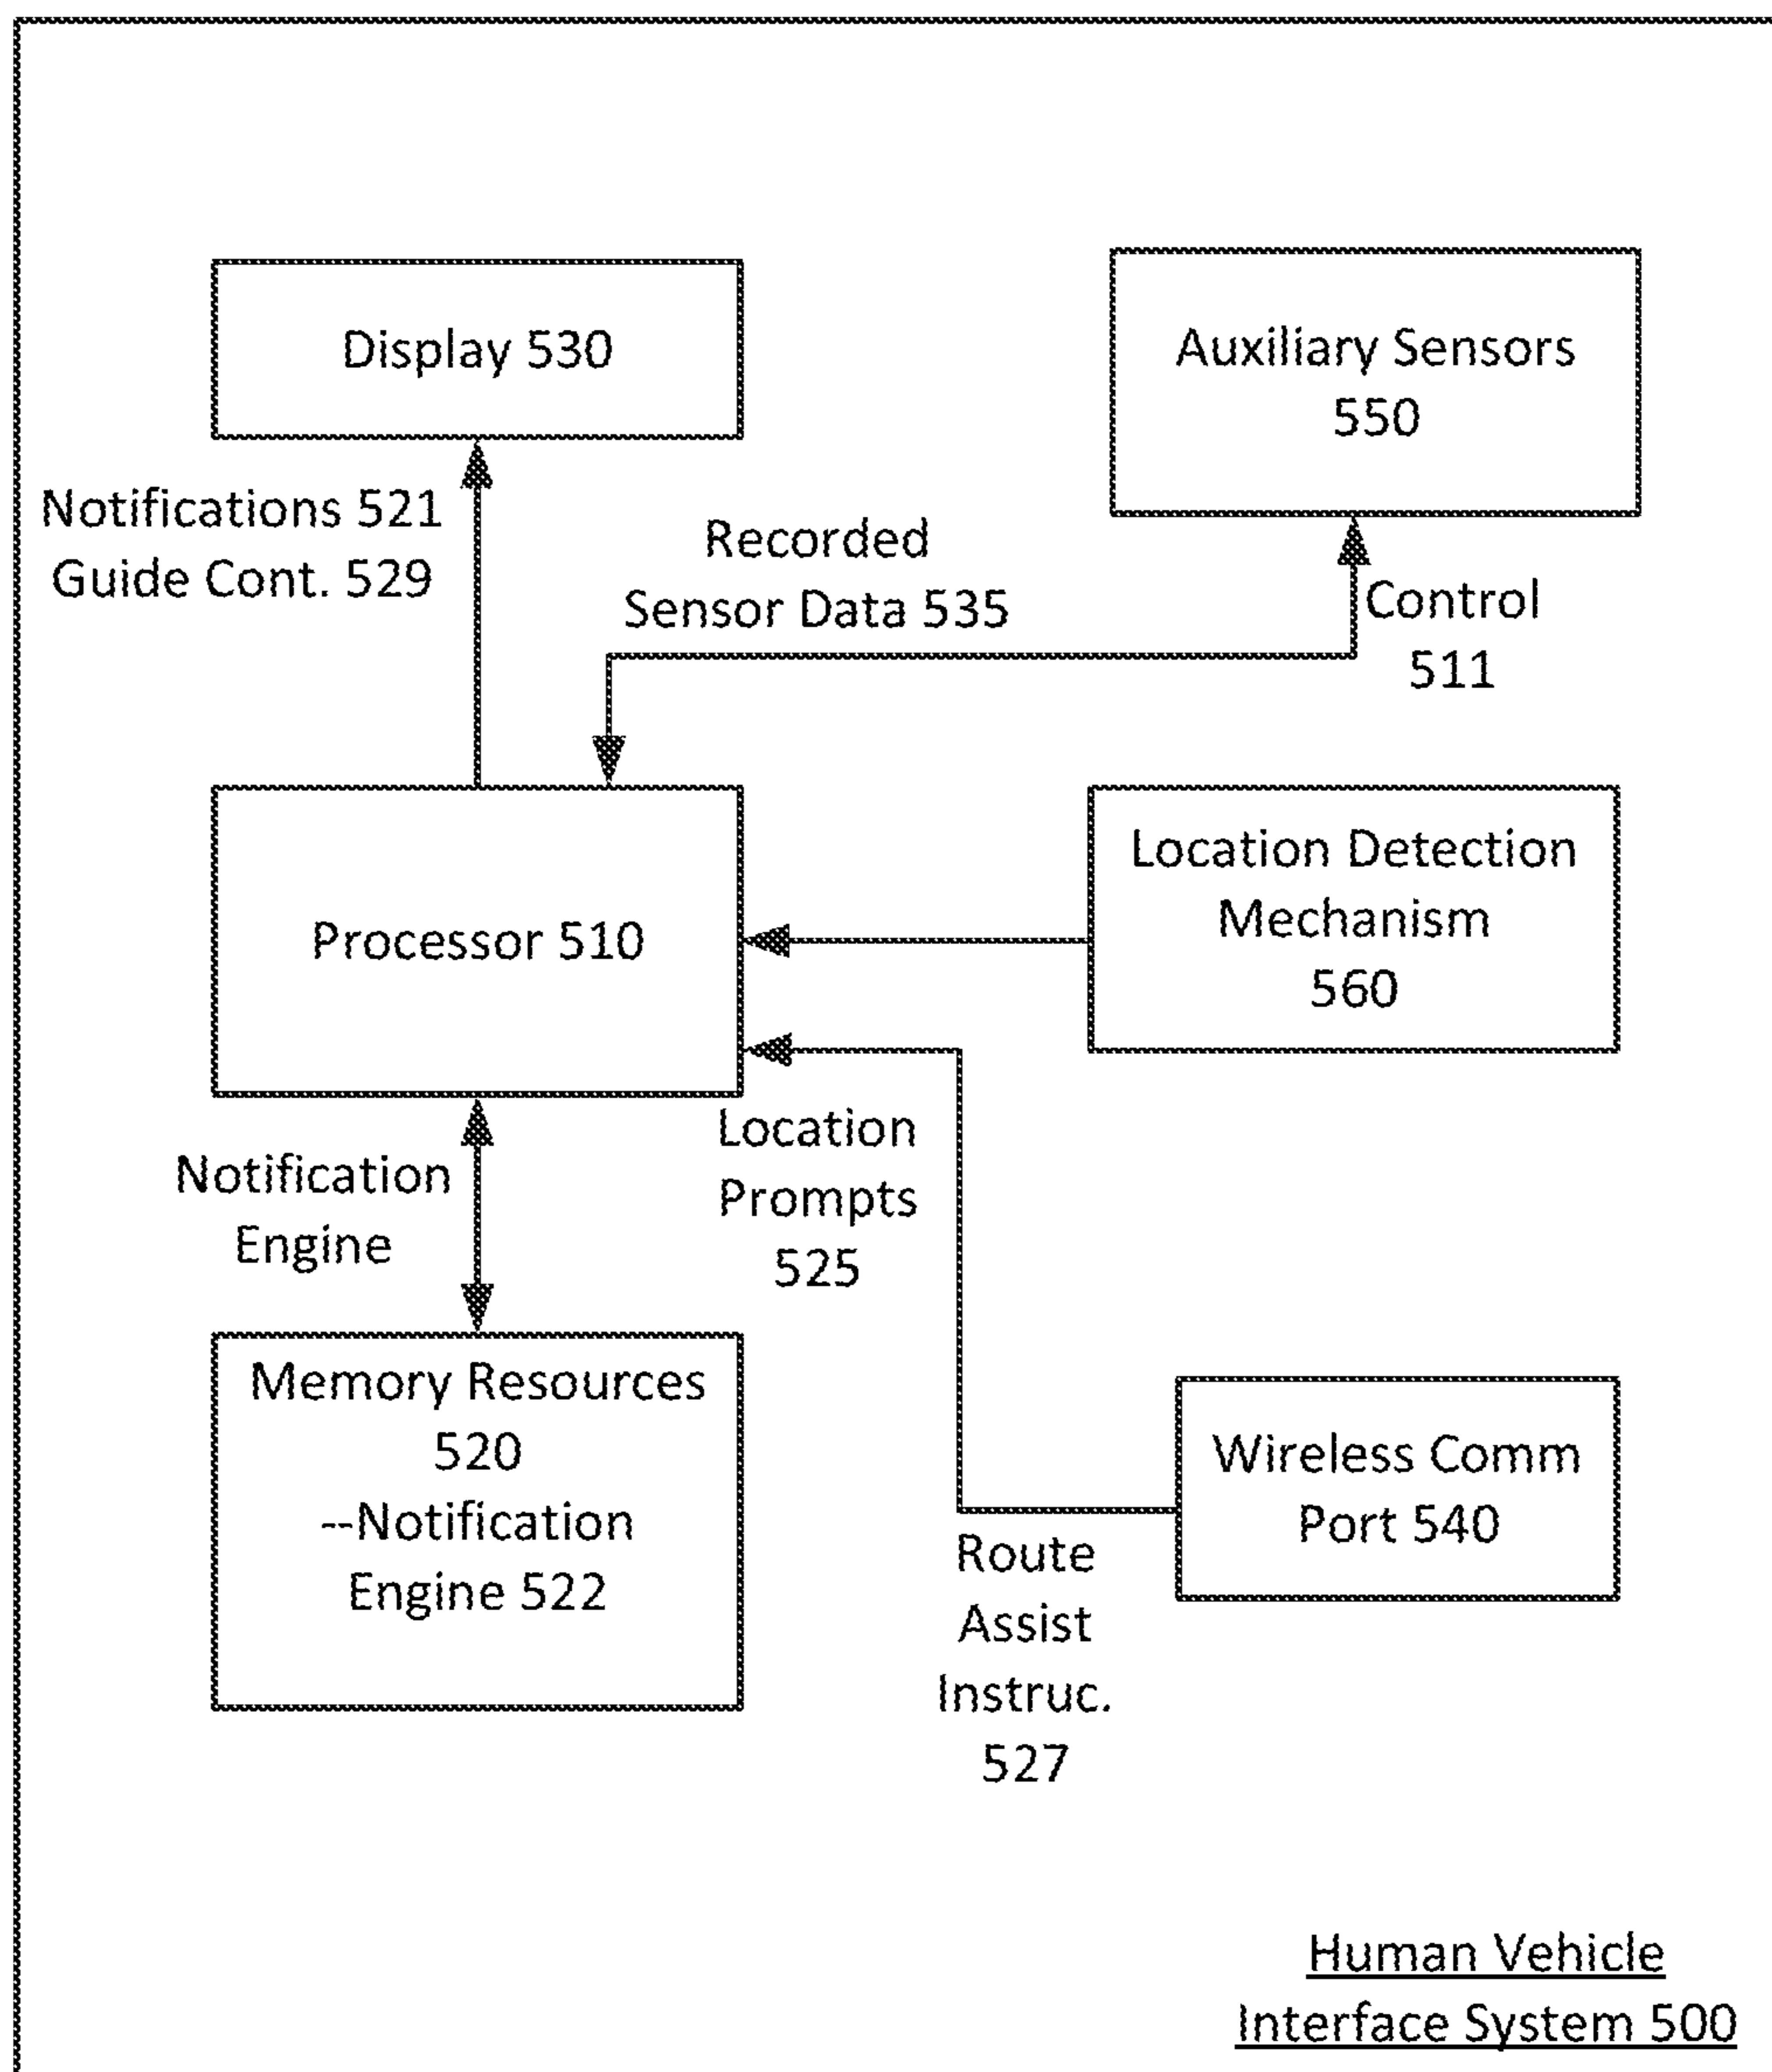 Display 530
Auxiliary Sensors
550
Notifications 521
Guide Cont. 529
Recorded
Sensor Data 535
Control
511
Processor 510
Location Detection
Mechanism
560
Notification
Engine
Location
Prompts
525
Memory Resources
520
--Notification
Engine 522
Wireless Comm
Port 540
Route
Assist
Instruc.
527
Human Vehicle
Interface System 500